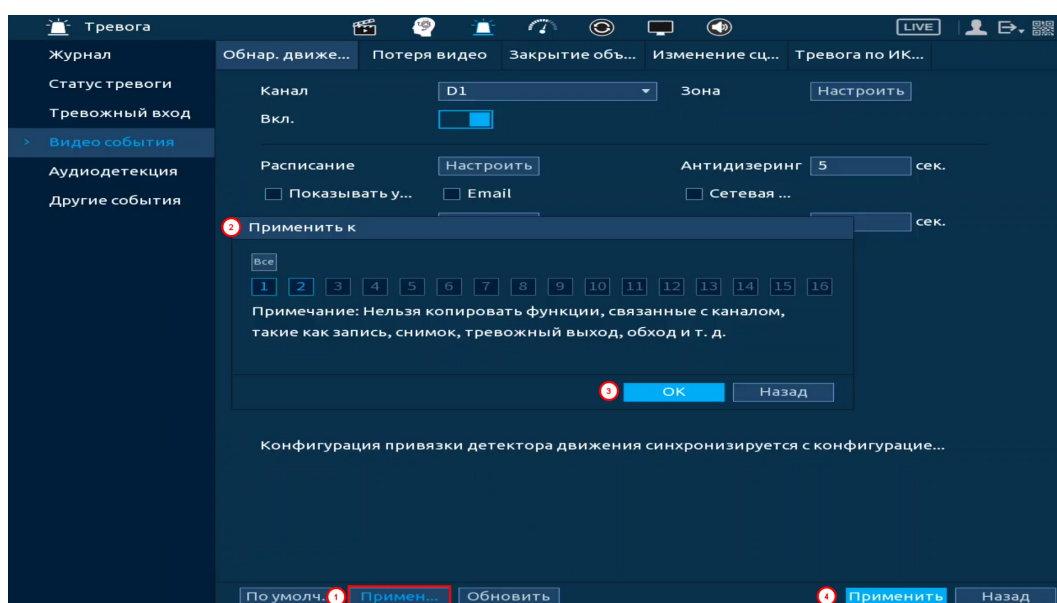 Тревога LIVE
Журнал
Статус тревоги
Тревожный вход
> Видео события
Аудиодетекция
Другие события
Обнар. движе... Потеря видео Закрытие объ... Изменение сц... Тревога по ИК...
Канал D1 Зона Настроить
Вкл.
Расписание Настроить Антидизеринг 5 сек.
Показывать у... Email Сетевая ...
сек.
2 Применить к
Все
1 2 3 4 5 6 7 8 9 10 11 12 13 14 15 16
Примечание: Нельзя копировать функции, связанные с каналом,
такие как запись, снимок, тревожный выход, обход и т. д.
3 OK Назад
Конфигурация привязки детектора движения синхронизируется с конфигурацие...
По умолч. 1 Примен... Обновить 4 Применить Назад